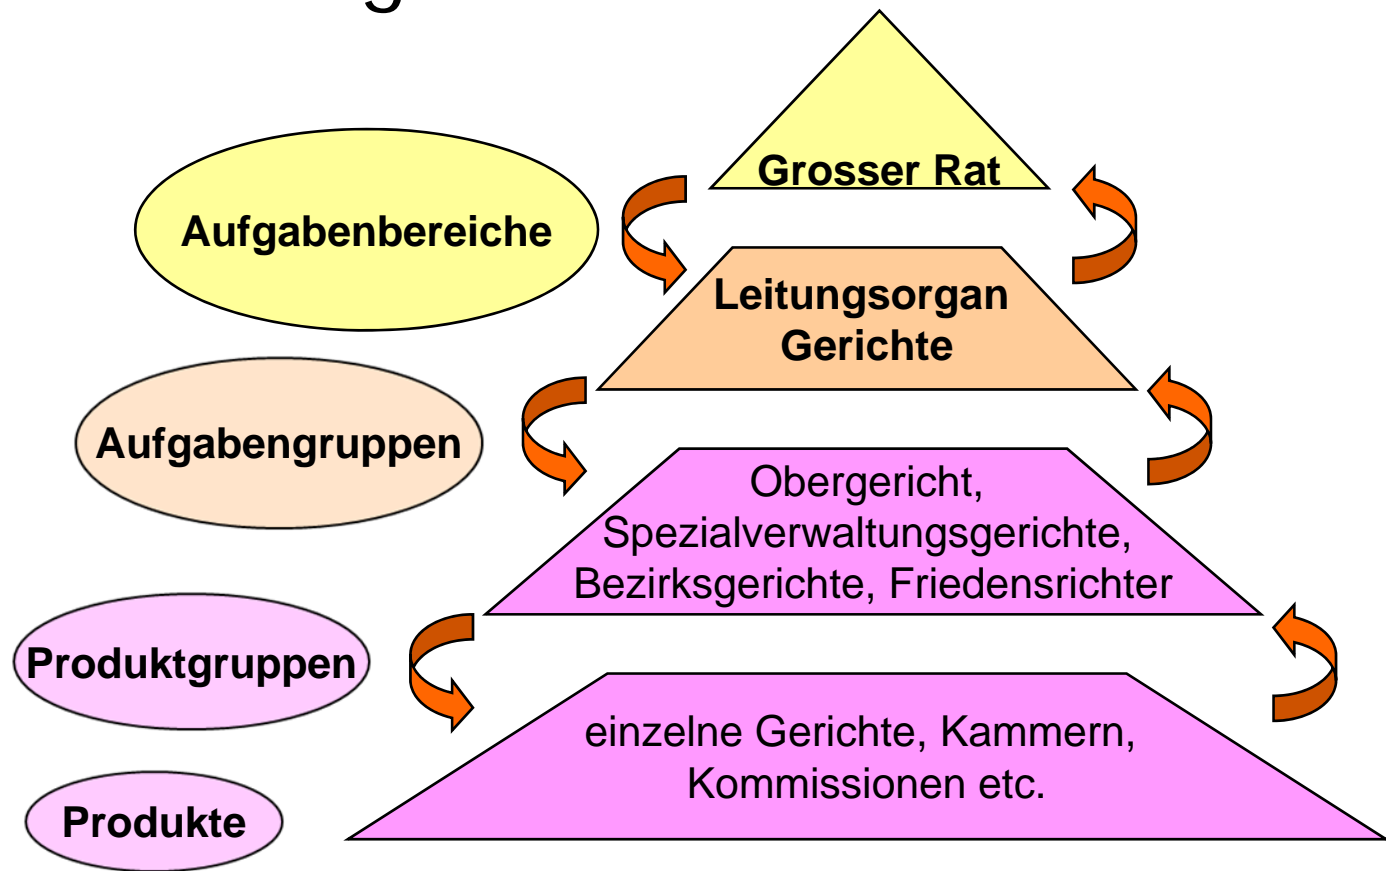 Grosser Rat
Aufgabenbereiche
Leitungsorgan
Gerichte
Aufgabengruppen
Obergericht,
Spezialverwaltungsgerichte,
Bezirksgerichte, Friedensrichter
Produktgruppen
einzelne Gerichte, Kammern,
Kommissionen etc.
Produkte